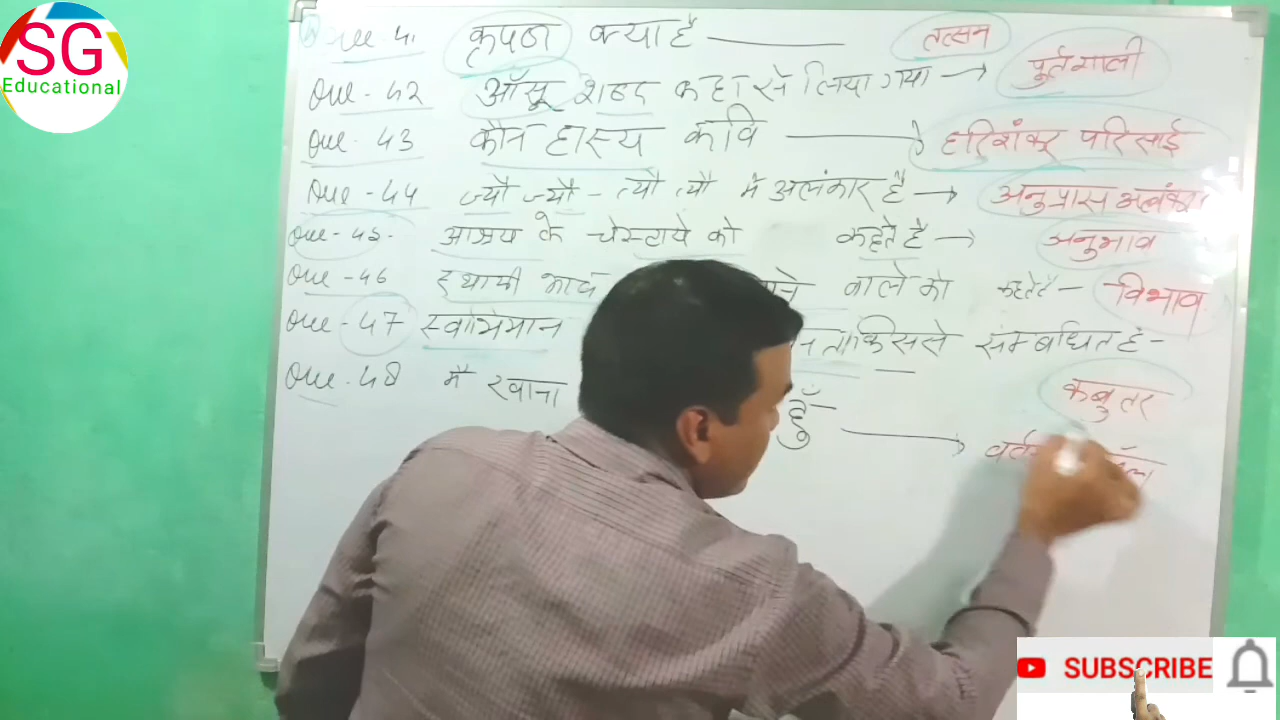 SG
Educational
Que 41 कृपण क्या है — तत्सम
Que - 42 आँसू शब्द कहा से लिया गया → पुर्तगाली
Que - 43 कौन हास्य कवि → हरिशंकर परिसाई
Que - 44 ज्यौ ज्यौ - त्यौ त्यौ मे अलंकार है → अनुप्रास अलंकार
Que - 45 आश्रय के चेस्टाये को कहते है → अनुभाव
Que - 46 स्थायी भाव वाले को कहते है - विभाव
Que - 47 स्वाभिमान किससे सम्बधित है -
कबुतर
Que - 48 मै खाना हुँ →
SUBSCRIBE